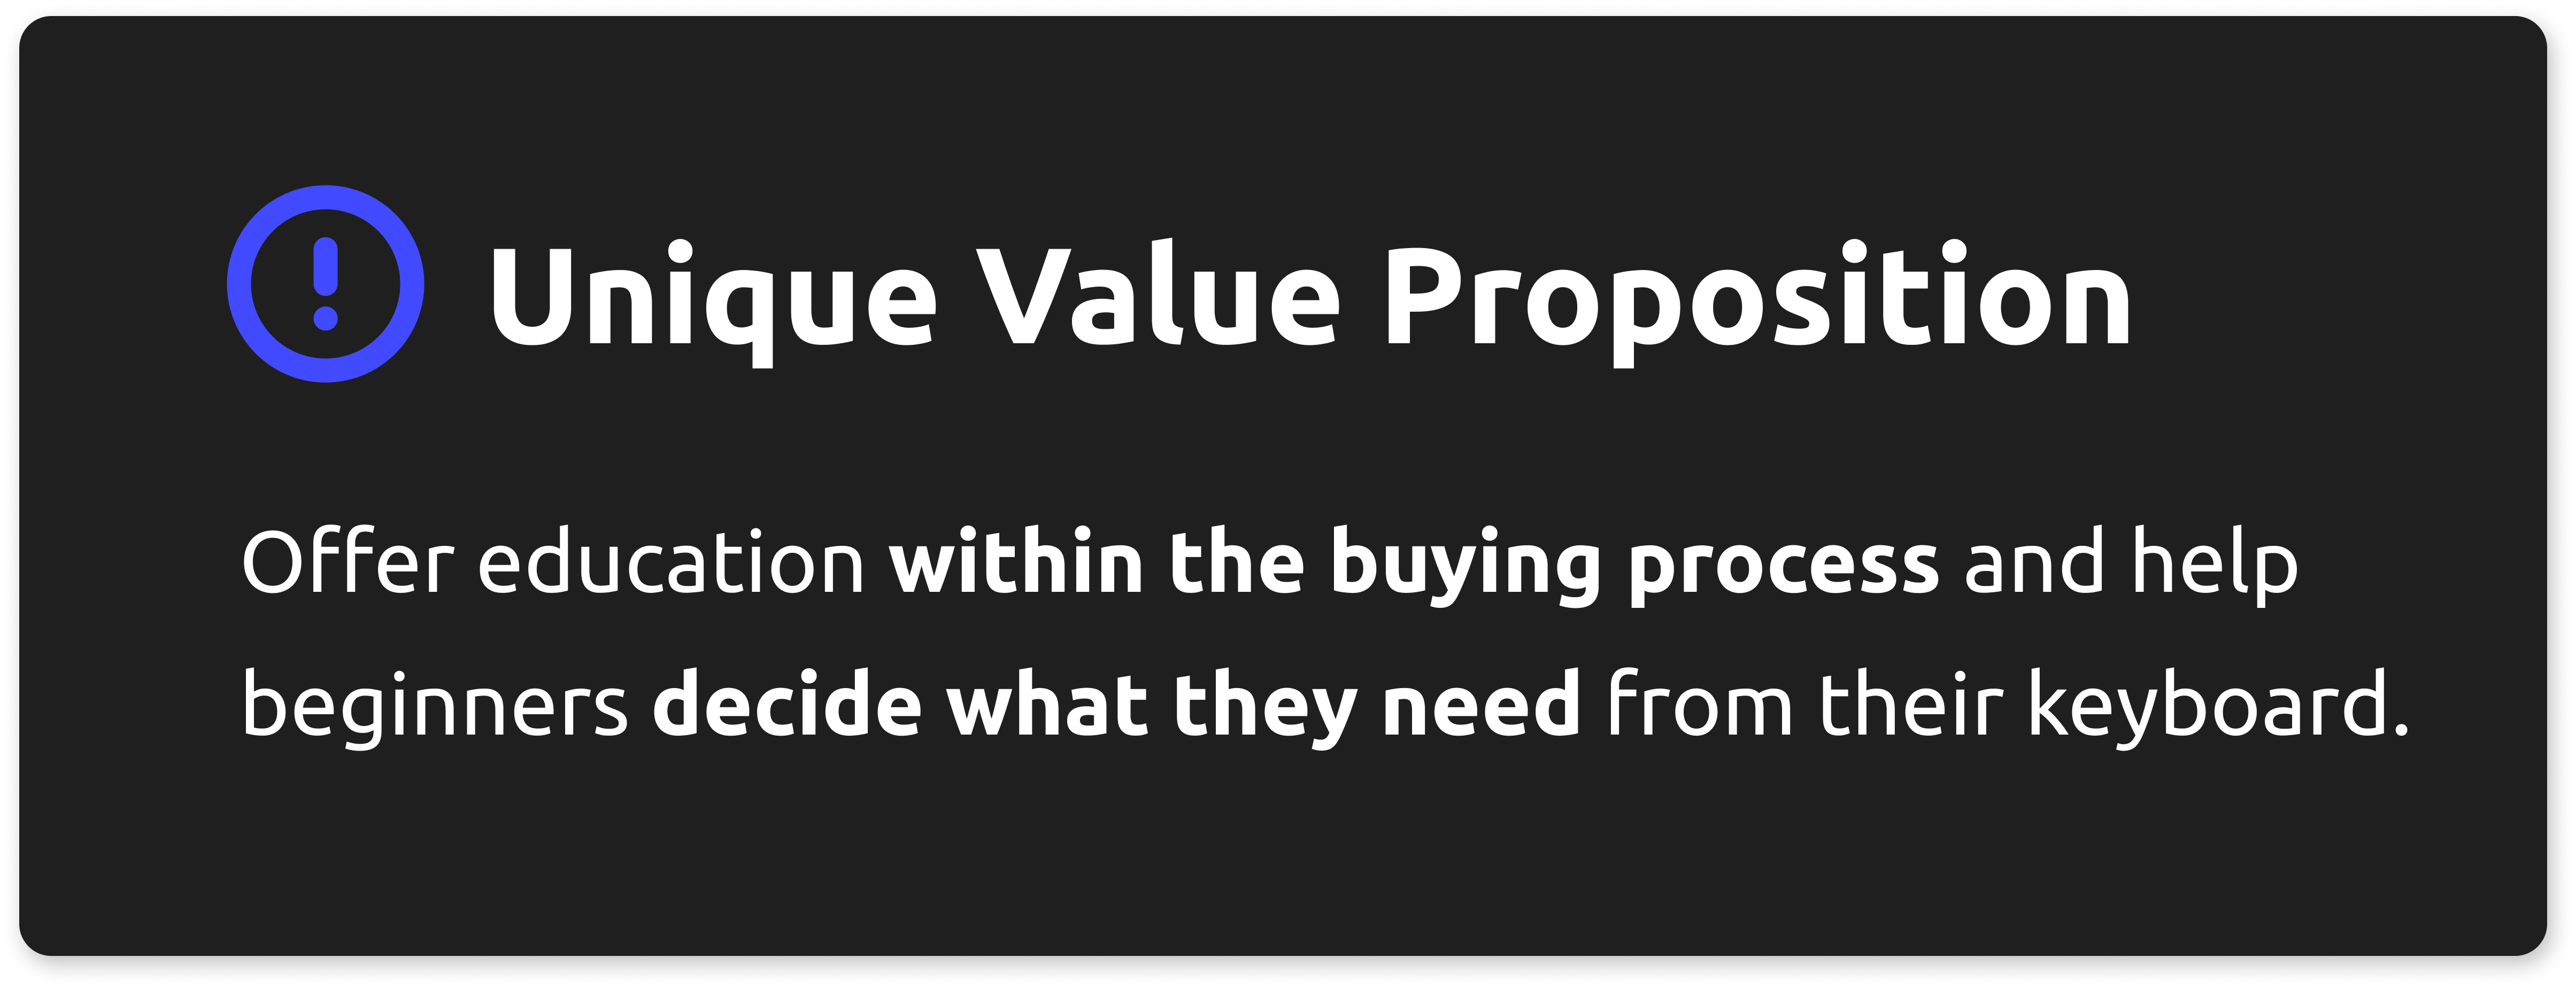 Unique Value Proposition
Offer education within the buying process and help
beginners decide what they need from their keyboard.